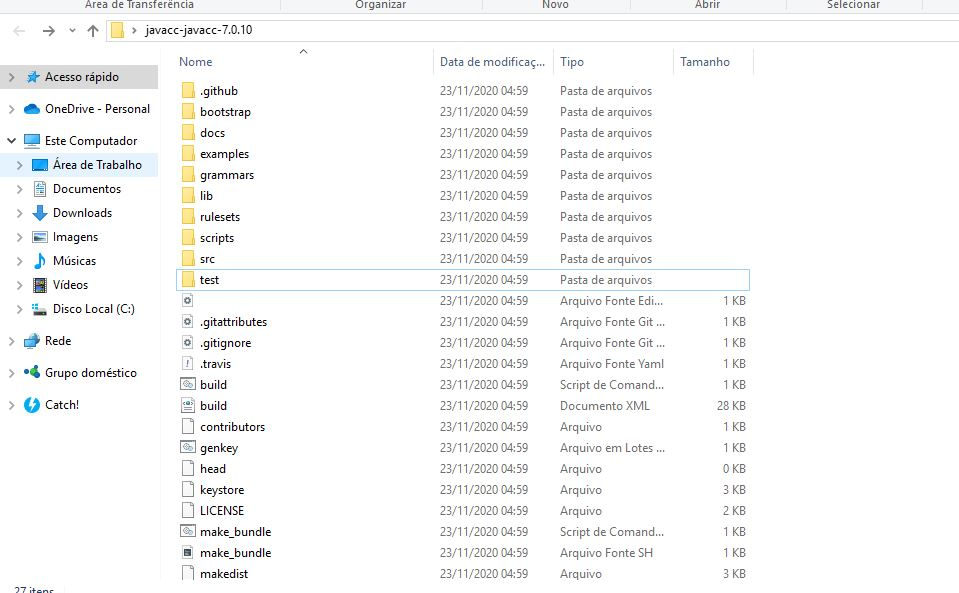 Área de Transferência Organizar Novo Abrir Selecionar
javacc-javacc-7.0.10
Nome Data de modificaç... Tipo Tamanho
Acesso rápido
OneDrive - Personal
Este Computador
Área de Trabalho
Documentos
Downloads
Imagens
Músicas
Vídeos
Disco Local (C:)
Rede
Grupo doméstico
Catch!
.github 23/11/2020 04:59 Pasta de arquivos
bootstrap 23/11/2020 04:59 Pasta de arquivos
docs 23/11/2020 04:59 Pasta de arquivos
examples 23/11/2020 04:59 Pasta de arquivos
grammars 23/11/2020 04:59 Pasta de arquivos
lib 23/11/2020 04:59 Pasta de arquivos
rulesets 23/11/2020 04:59 Pasta de arquivos
scripts 23/11/2020 04:59 Pasta de arquivos
src 23/11/2020 04:59 Pasta de arquivos
test 23/11/2020 04:59 Pasta de arquivos
23/11/2020 04:59 Arquivo Fonte Edi... 1 KB
.gitattributes 23/11/2020 04:59 Arquivo Fonte Git ... 1 KB
.gitignore 23/11/2020 04:59 Arquivo Fonte Git ... 1 KB
.travis 23/11/2020 04:59 Arquivo Fonte Yaml 1 KB
build 23/11/2020 04:59 Script de Comand... 1 KB
build 23/11/2020 04:59 Documento XML 28 KB
contributors 23/11/2020 04:59 Arquivo 1 KB
genkey 23/11/2020 04:59 Arquivo em Lotes ... 1 KB
head 23/11/2020 04:59 Arquivo 0 KB
keystore 23/11/2020 04:59 Arquivo 3 KB
LICENSE 23/11/2020 04:59 Arquivo 2 KB
make_bundle 23/11/2020 04:59 Script de Comand... 1 KB
make_bundle 23/11/2020 04:59 Arquivo Fonte SH 1 KB
makedist 23/11/2020 04:59 Arquivo 3 KB
27 itens